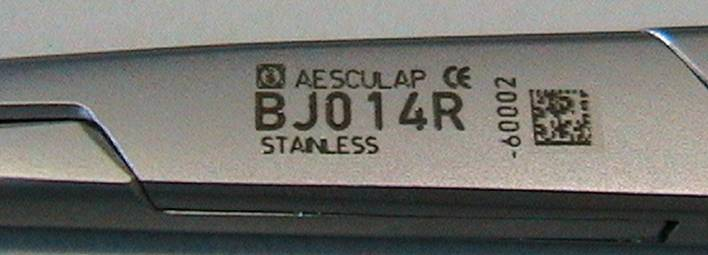 AESCULAP CE
BJ014R
STAINLESS
-60002